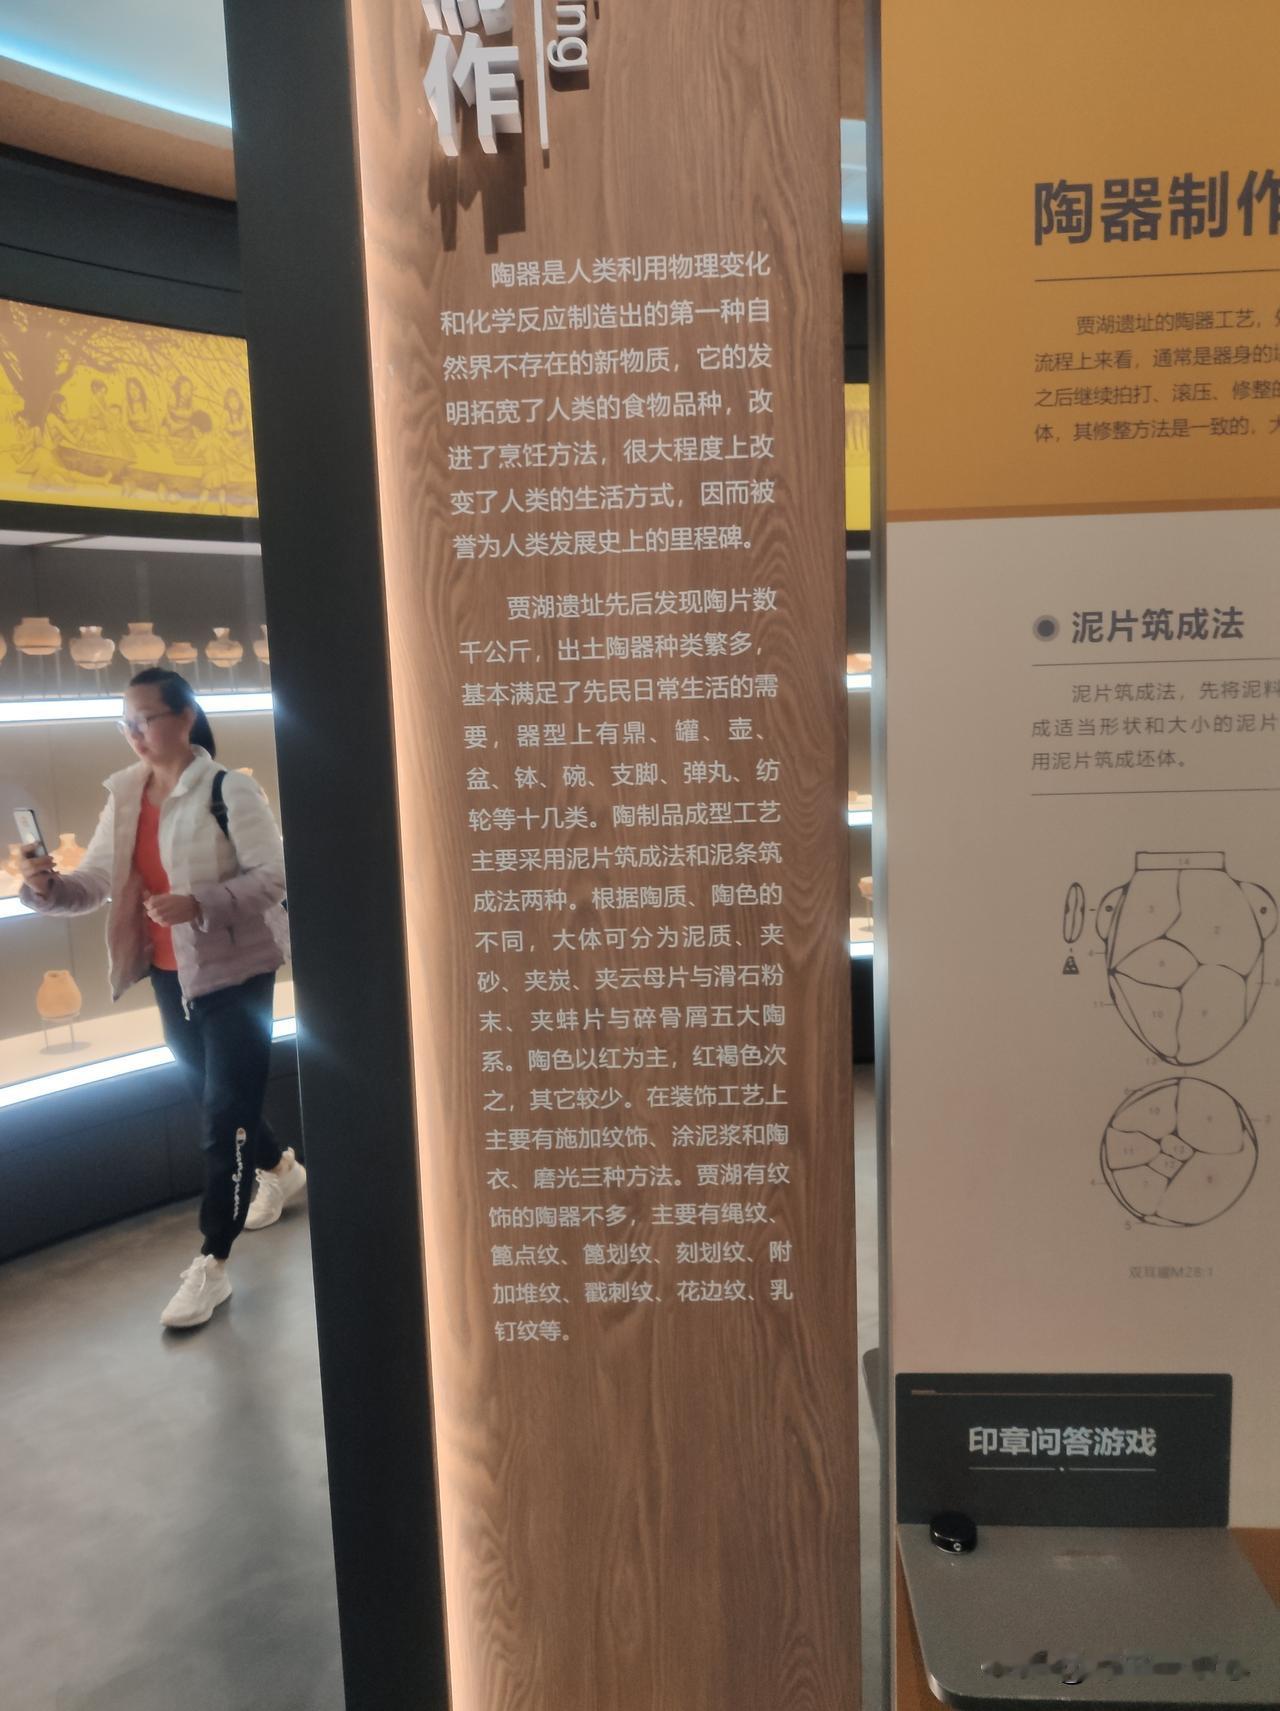 作
ing
陶器是人类利用物理变化
和化学反应制造出的第一种自
然界不存在的新物质，它的发
明拓宽了人类的食物品种，改
进了烹饪方法，很大程度上改
变了人类的生活方式，因而被
誉为人类发展史上的里程碑。
贾湖遗址先后发现陶片数
千公斤，出土陶器种类繁多，
基本满足了先民日常生活的需
要，器型上有鼎、罐、壶、
盆、钵、碗、支脚、弹丸、纺
轮等十几类。陶制品成型工艺
主要采用泥片筑成法和泥条筑
成法两种。根据陶质、陶色的
不同，大体可分为泥质、夹
砂、夹炭、夹云母片与滑石粉
末、夹蚌片与碎骨屑五大陶
系。陶色以红为主，红褐色次
之，其它较少。在装饰工艺上
主要有施加纹饰、涂泥浆和陶
衣、磨光三种方法。贾湖有纹
饰的陶器不多，主要有绳纹、
篦点纹、篦划纹、刻划纹、附
加堆纹、戳刺纹、花边纹、乳
钉纹等。
陶器制作
贾湖遗址的陶器工艺，
流程上来看，通常是器身的
之后继续拍打、滚压、修整的
体，其修整方法是一致的，大
泥片筑成法
泥片筑成法，先将泥料
成适当形状和大小的泥片
用泥片筑成坯体。
双耳罐M28:1
印章问答游戏
Champion